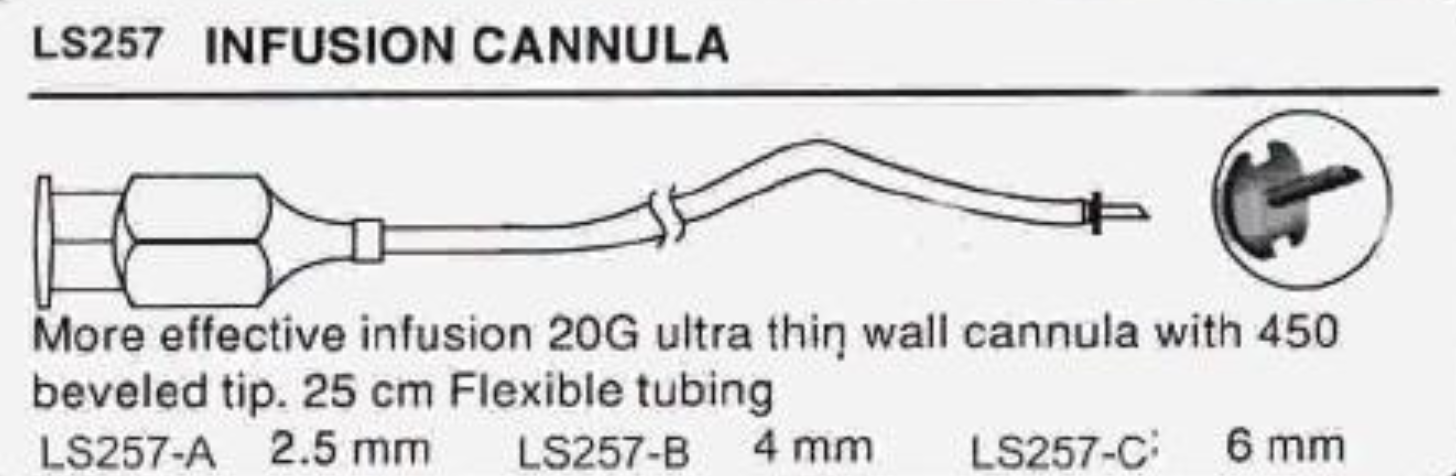 LS257 INFUSION CANNULA
More effective infusion 20G ultra thin wall cannula with 450
beveled tip. 25 cm Flexible tubing
LS257-A 2.5 mm LS257-B 4 mm LS257-C: 6 mm